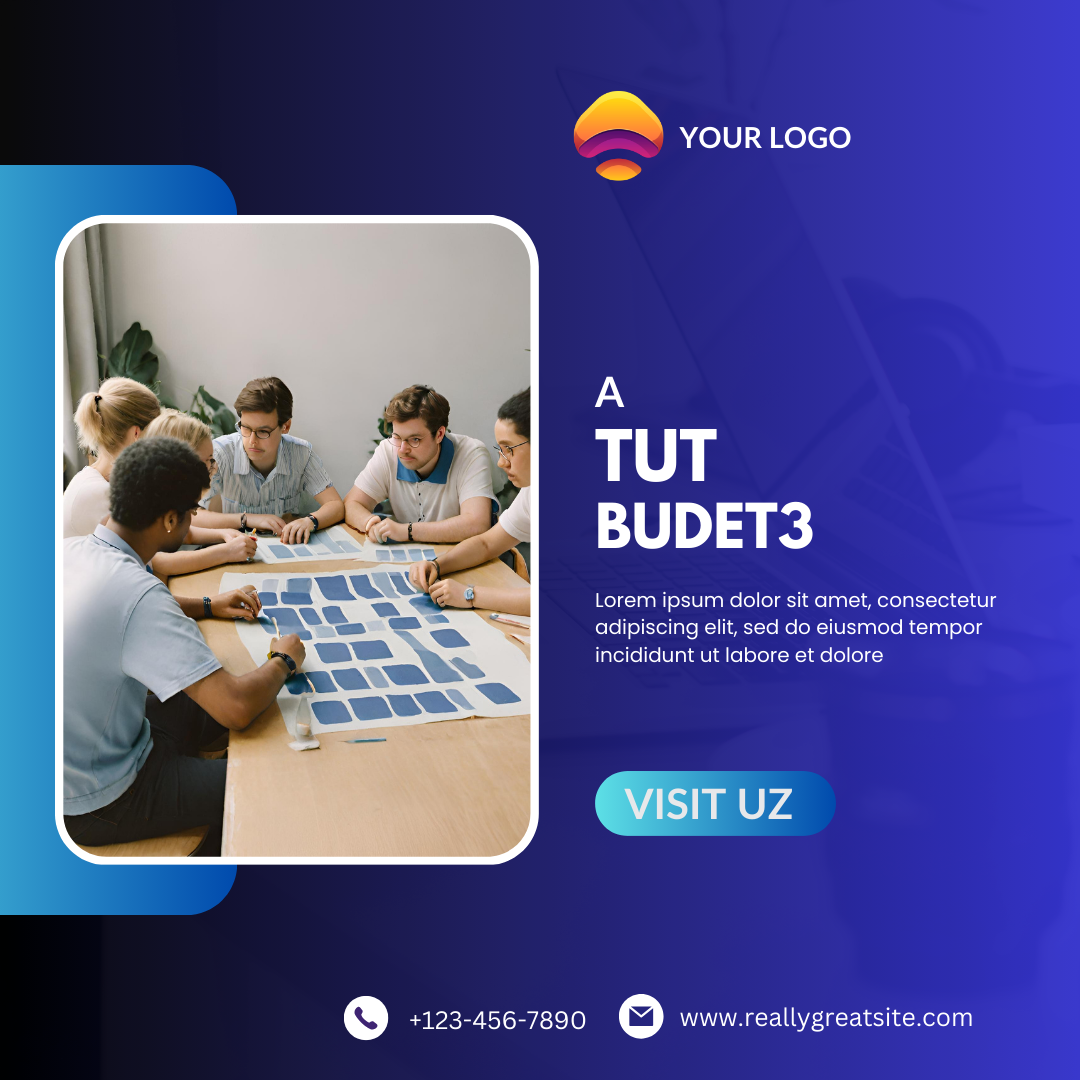 YOUR LOGO
A
TUT
BUDET3
Lorem ipsum dolor sit amet, consectetur
adipiscing elit, sed do eiusmod tempor
incididunt ut labore et dolore
VISIT UZ
+123-456-7890
www.reallygreatsite.com